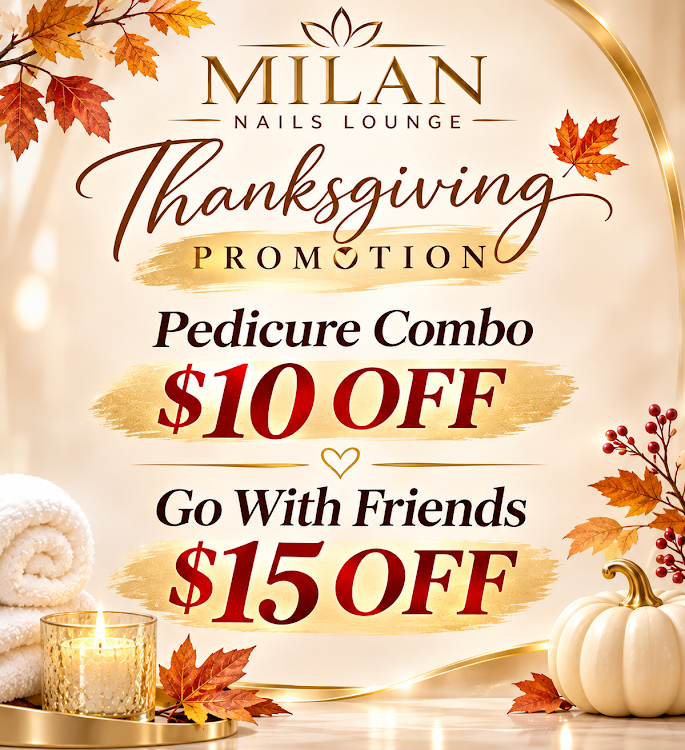 MILAN
NAILS LOUNGE
Thanksgiving
PROMOTION
Pedicure Combo
$10 OFF
Go With Friends
$15 OFF